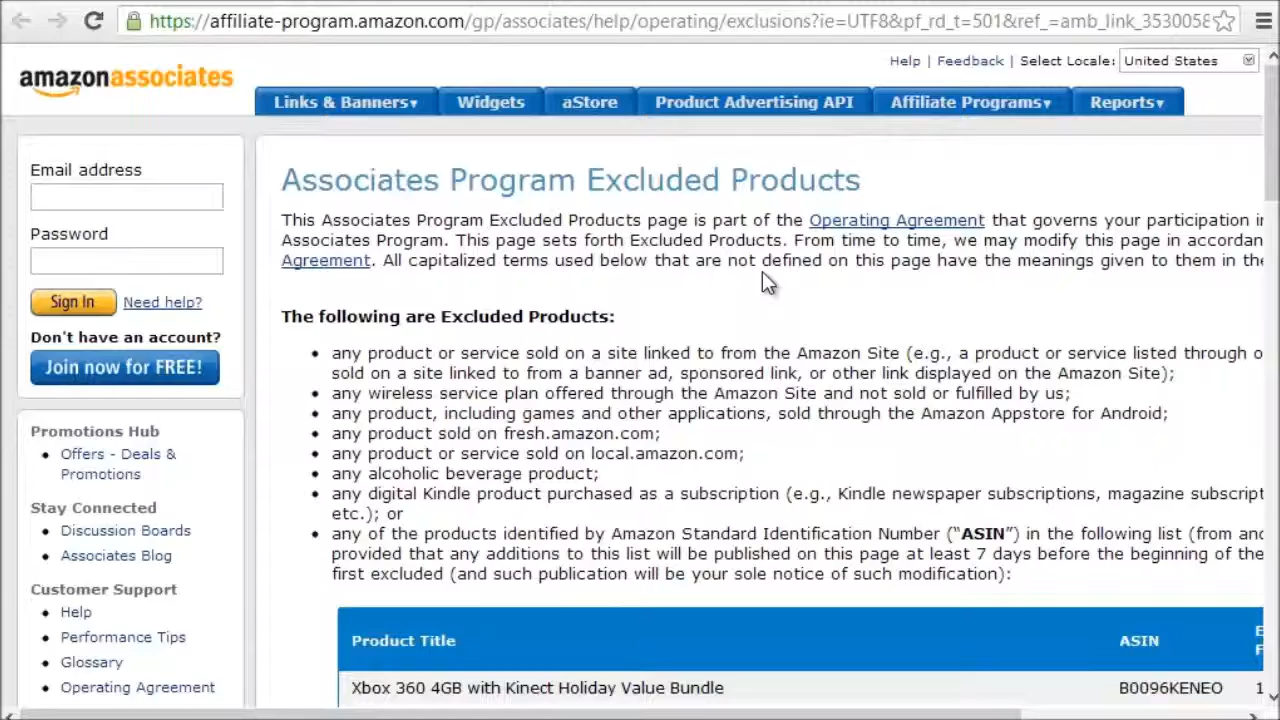 https://affiliate-program.amazon.com/gp/associates/help/operating/exclusions?ie=UTF8&pf_rd_t=501&ref_=amb_link_3530058
amazonassociates
Help | Feedback | Select Locale: United States
Links & Banners▾ Widgets aStore Product Advertising API Affiliate Programs▾ Reports▾
Email address
Password
Sign In Need help?
Don't have an account?
Join now for FREE!
Promotions Hub
• Offers - Deals &
Promotions
Stay Connected
• Discussion Boards
• Associates Blog
Customer Support
• Help
• Performance Tips
• Glossary
• Operating Agreement
Associates Program Excluded Products
This Associates Program Excluded Products page is part of the Operating Agreement that governs your participation in
Associates Program. This page sets forth Excluded Products. From time to time, we may modify this page in accordan
Agreement. All capitalized terms used below that are not defined on this page have the meanings given to them in the
The following are Excluded Products:
• any product or service sold on a site linked to from the Amazon Site (e.g., a product or service listed through o
sold on a site linked to from a banner ad, sponsored link, or other link displayed on the Amazon Site);
• any wireless service plan offered through the Amazon Site and not sold or fulfilled by us;
• any product, including games and other applications, sold through the Amazon Appstore for Android;
• any product sold on fresh.amazon.com;
• any product or service sold on local.amazon.com;
• any alcoholic beverage product;
• any digital Kindle product purchased as a subscription (e.g., Kindle newspaper subscriptions, magazine subscript
etc.); or
• any of the products identified by Amazon Standard Identification Number (“ASIN”) in the following list (from and
provided that any additions to this list will be published on this page at least 7 days before the beginning of the
first excluded (and such publication will be your sole notice of such modification):
Product Title ASIN
Xbox 360 4GB with Kinect Holiday Value Bundle B0096KENEO 1